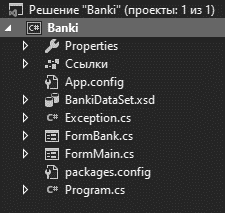 Решение "Banki" (проекты: 1 из 1)
C# Banki
Properties
Ссылки
App.config
BankiDataSet.xsd
C# Exception.cs
FormBank.cs
FormMain.cs
packages.config
C# Program.cs